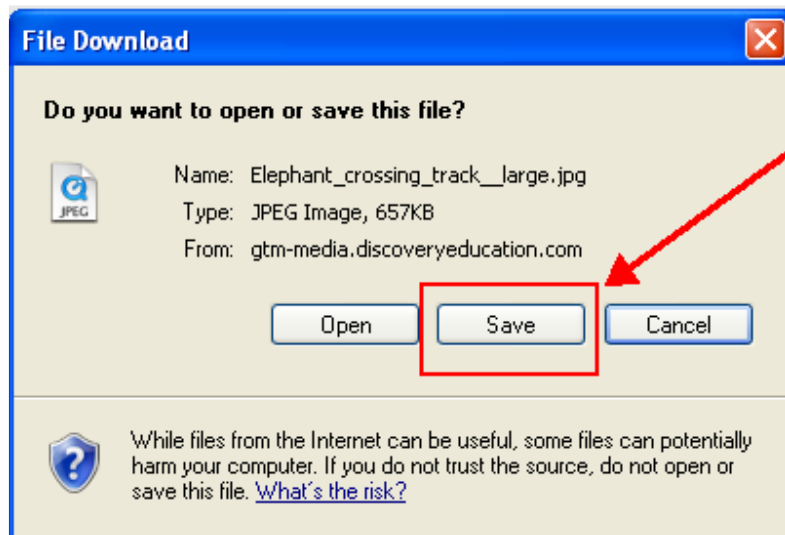 File Download
Do you want to open or save this file?
JPEG
Name: Elephant_crossing_track__large.jpg
Type: JPEG Image, 657KB
From: gtm-media.discoveryeducation.com
Open Save Cancel
While files from the Internet can be useful, some files can potentially
harm your computer. If you do not trust the source, do not open or
save this file. What's the risk?